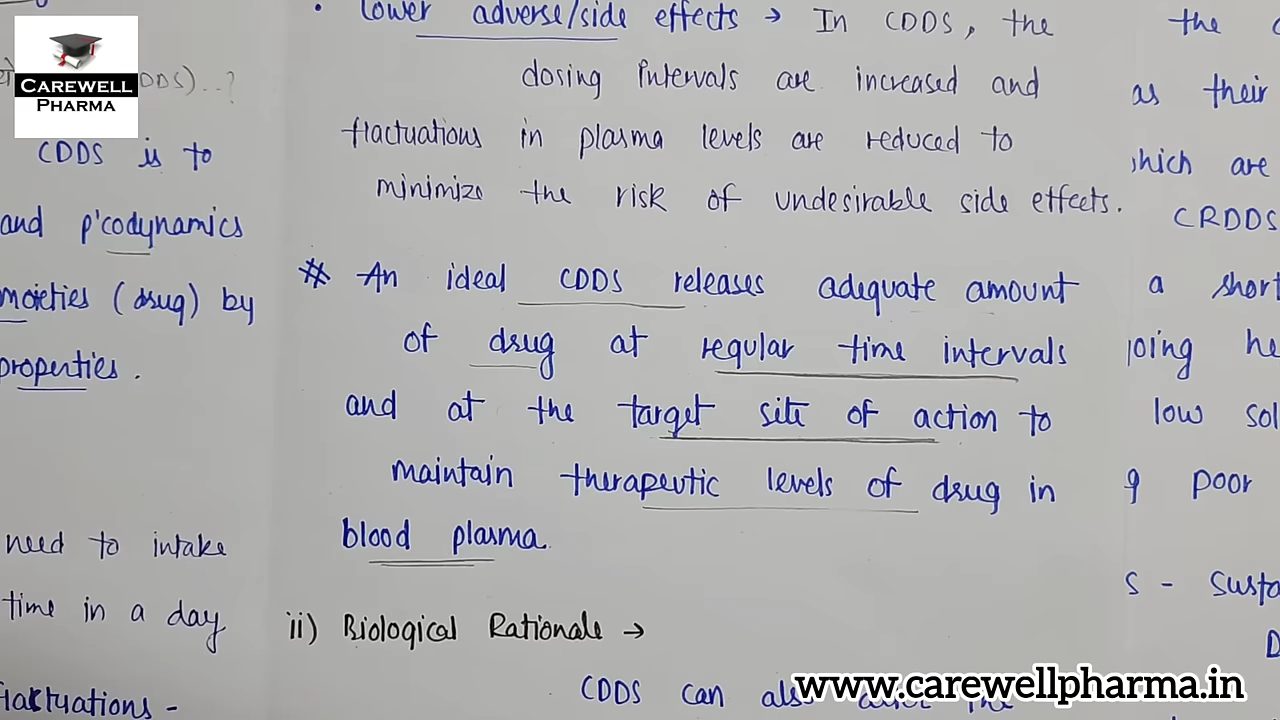 CAREWELL
PHARMA
DDS)..?
CDDS is to
and p'codynamics
moieties (drug) by
properties.
need to intake
time in a day
fluctuations -
• Lower adverse/side effects → In CDDS, the
dosing intervals are increased and
fluctuations in plasma levels are reduced to
minimize the risk of undesirable side effects.
# An ideal CDDS releases adequate amount
of drug at regular time intervals
and at the target site of action to
maintain therapeutic levels of drug in
blood plasma.
ii) Biological Rationale →
CDDS can
the
as their
which are
CRDDS
a short
low sol
poor
S - Susta
www.carewellpharma.in